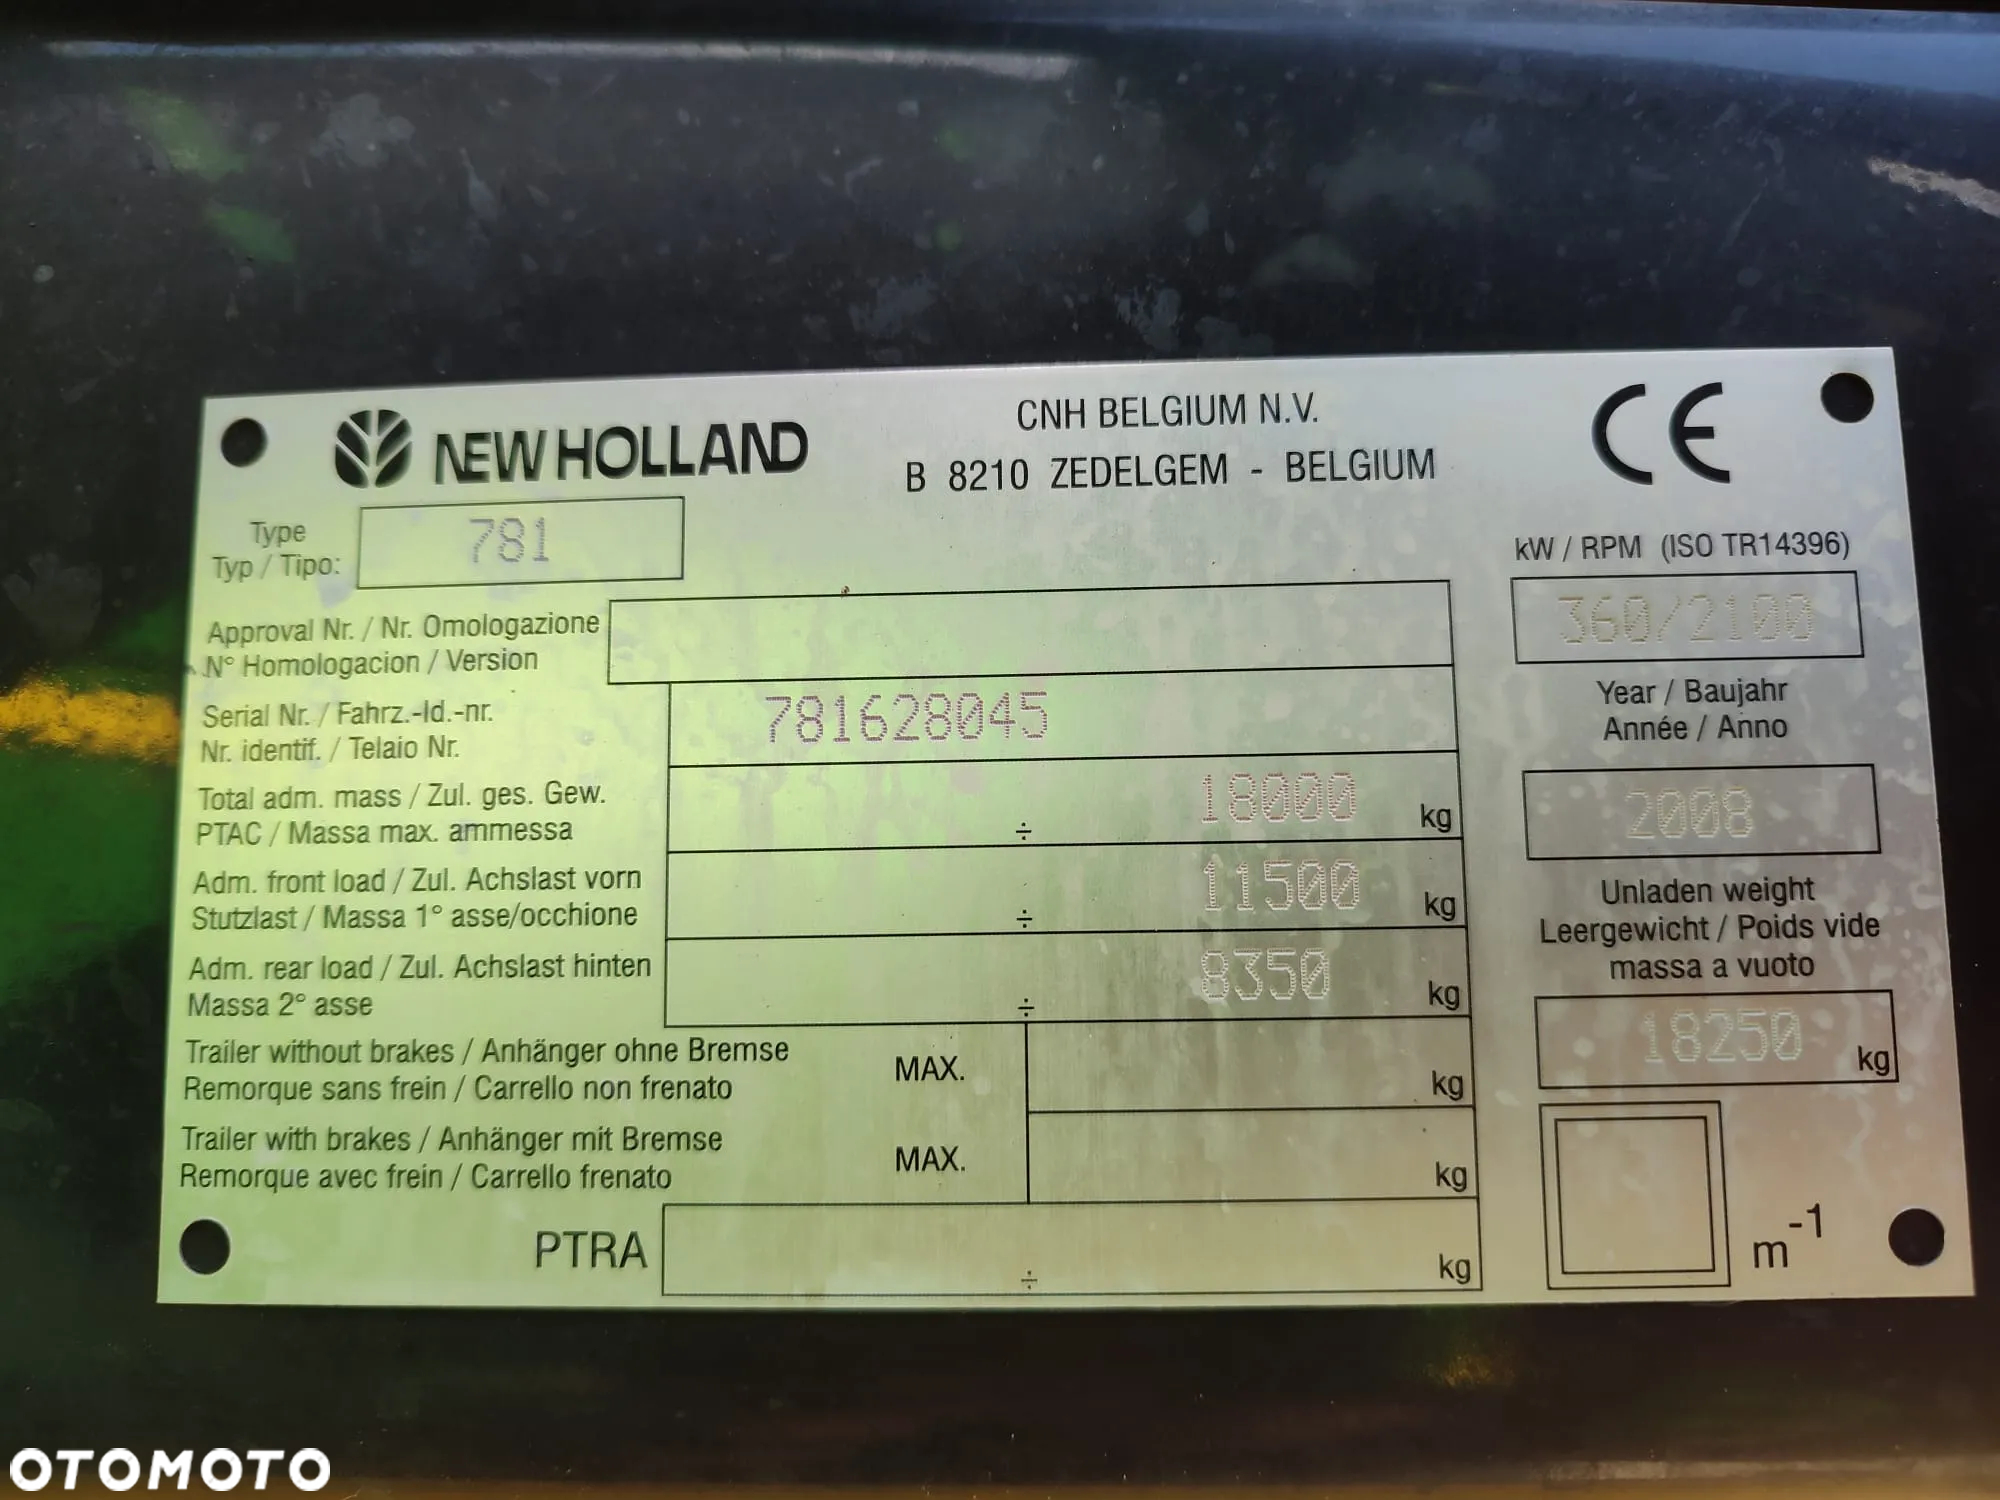 NEW HOLLAND
CNH BELGIUM N.V.
B 8210 ZEDELGEM - BELGIUM
CE
Type
Typ / Tipo:
781
Approval Nr. / Nr. Omologazione
N° Homologacion / Version
Serial Nr. / Fahrz.-Id.-nr.
Nr. identif. / Telaio Nr.
781628045
Total adm. mass / Zul. ges. Gew.
PTAC / Massa max. ammessa
÷ 18000 kg
Adm. front load / Zul. Achslast vorn
Stutzlast / Massa 1° asse/occhione
÷ 11500 kg
Adm. rear load / Zul. Achslast hinten
Massa 2° asse
÷ 8350 kg
Trailer without brakes / Anhänger ohne Bremse
Remorque sans frein / Carrello non frenato
MAX. kg
Trailer with brakes / Anhänger mit Bremse
Remorque avec frein / Carrello frenato
MAX. kg
PTRA ÷ kg
kW / RPM (ISO TR14396)
360/2100
Year / Baujahr
Année / Anno
2008
Unladen weight
Leergewicht / Poids vide
massa a vuoto
18250 kg
m-1
OTOMOTO